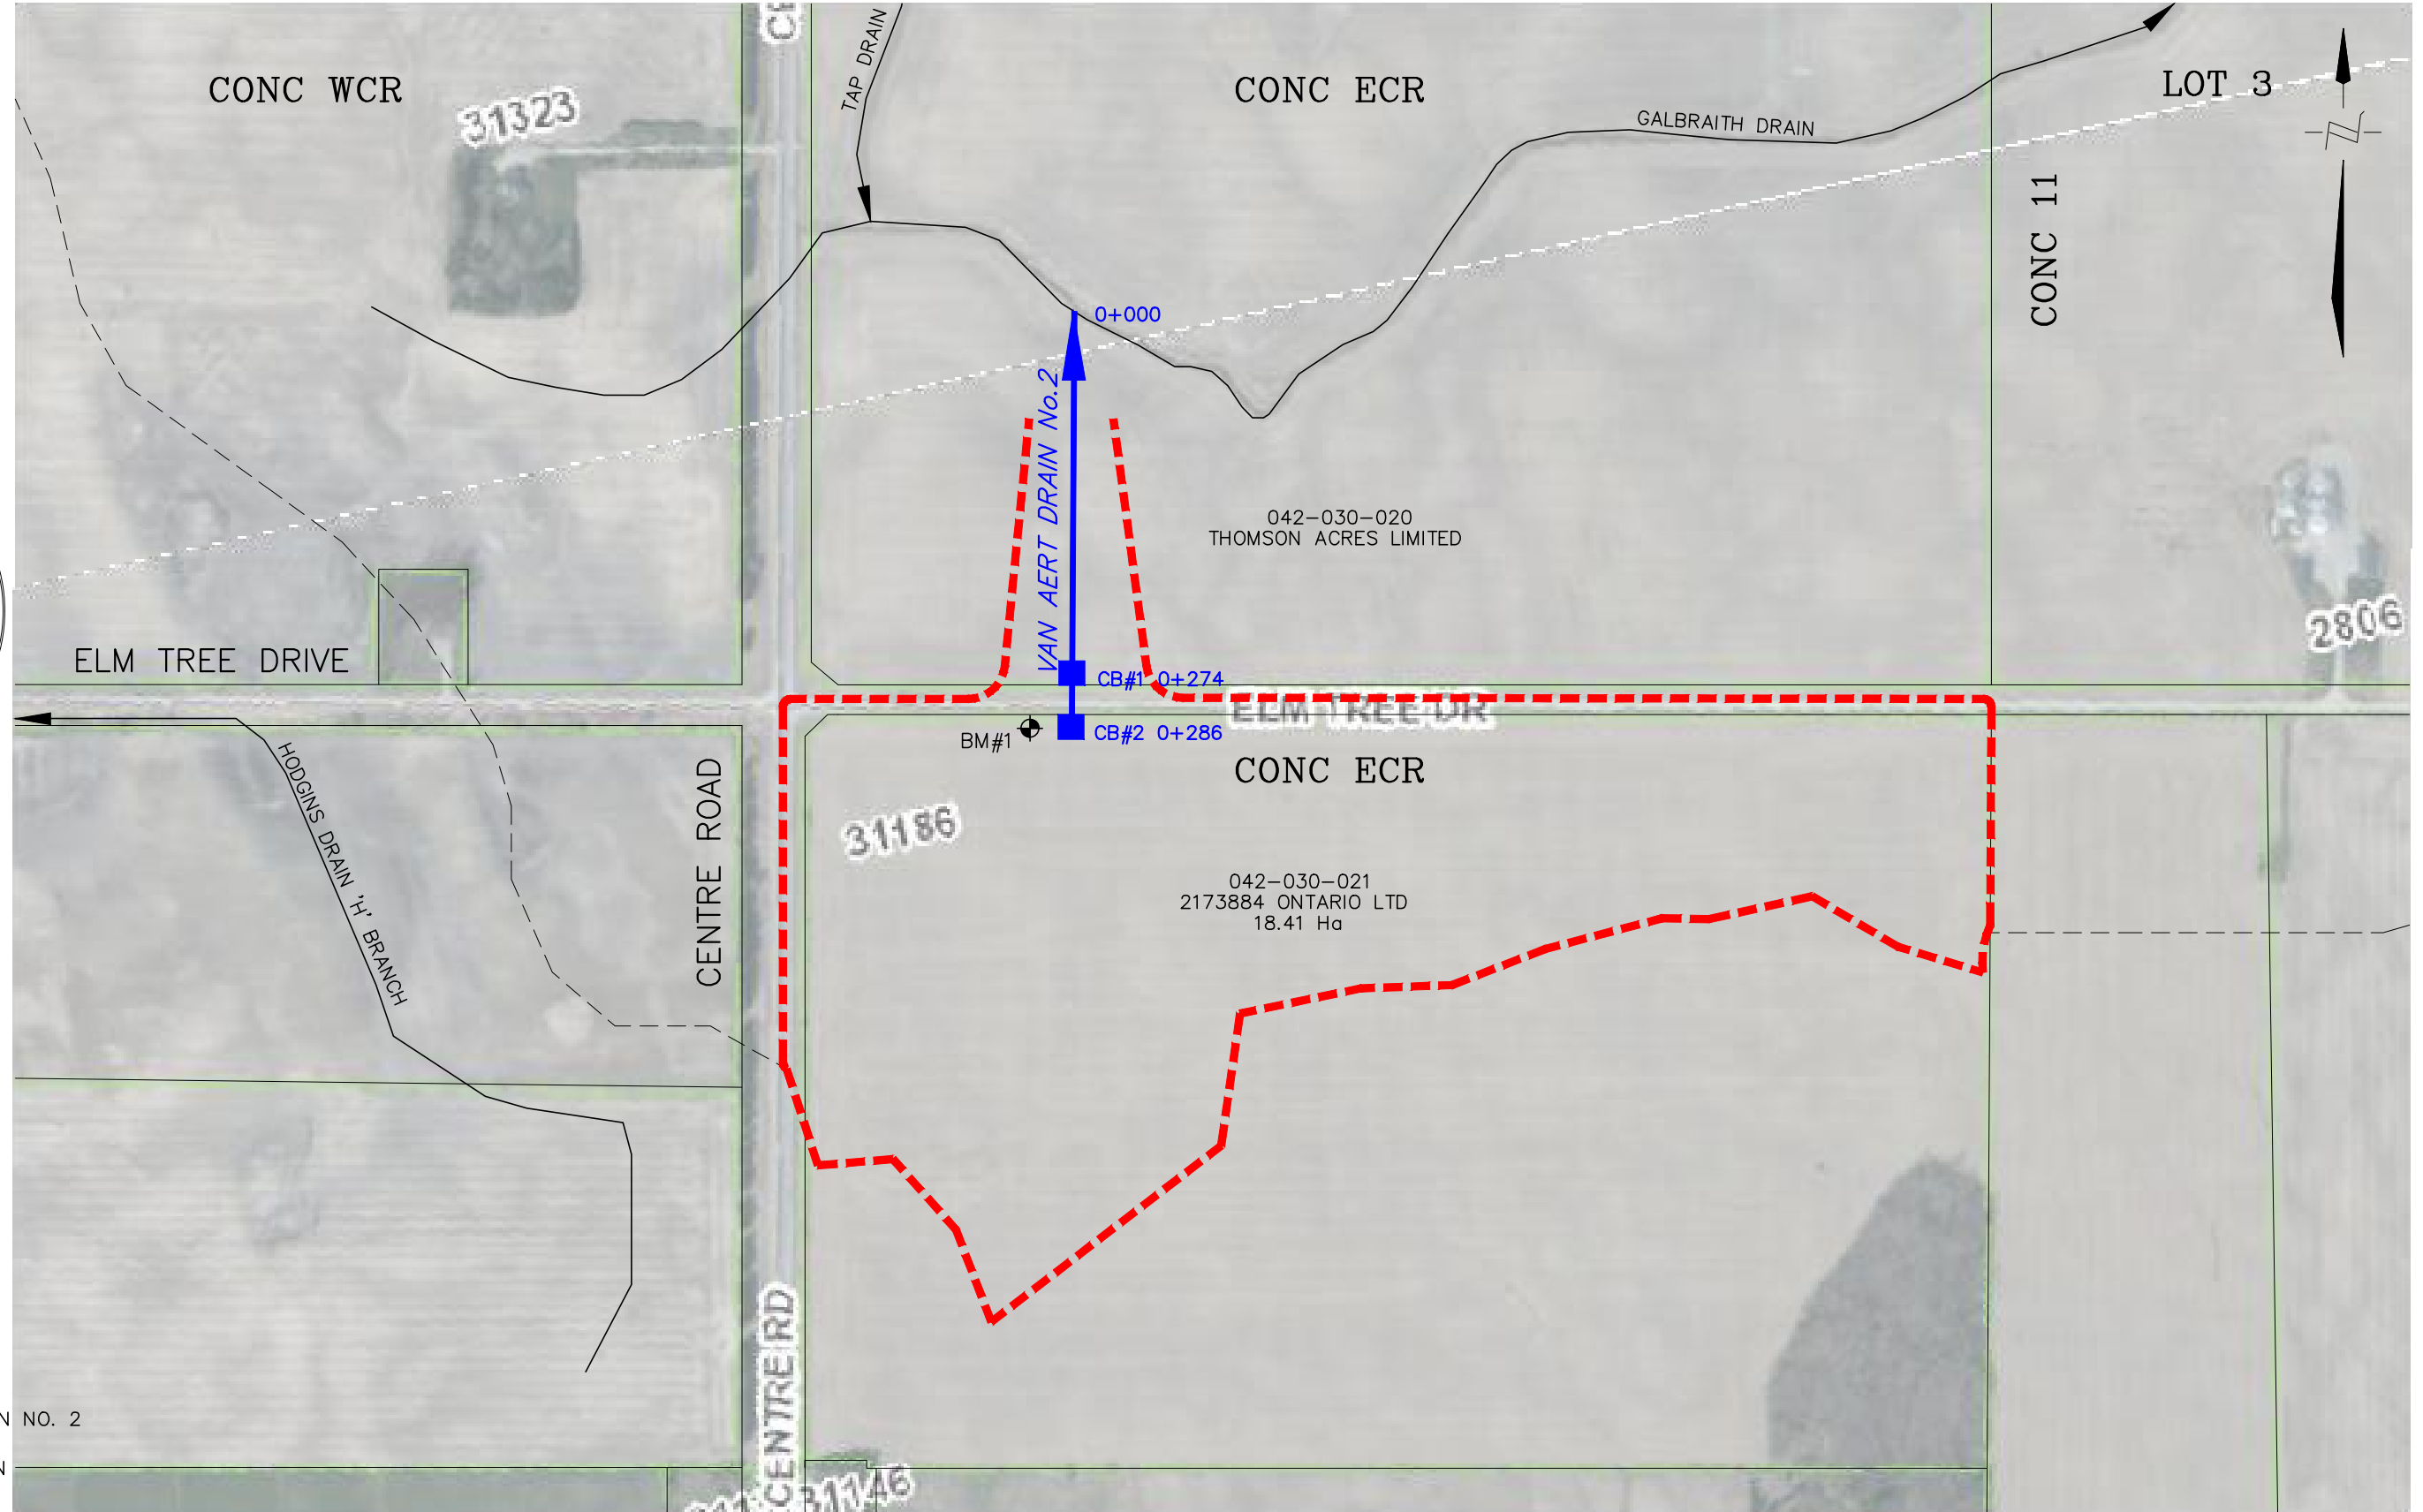 CONC WCR
31323
TAP DRAIN
CONC ECR
GALBRAITH DRAIN
LOT 3
CONC 11
0+000
VAN AERT DRAIN No.2
042-030-020
THOMSON ACRES LIMITED
2806
ELM TREE DRIVE
CB#1 0+274
ELM TREE DR
BM#1
CB#2 0+286
CONC ECR
HODGINS DRAIN 'H' BRANCH
CENTRE ROAD
31186
042-030-021
2173884 ONTARIO LTD
18.41 Ha
CENTRE RD
NO. 2
31146